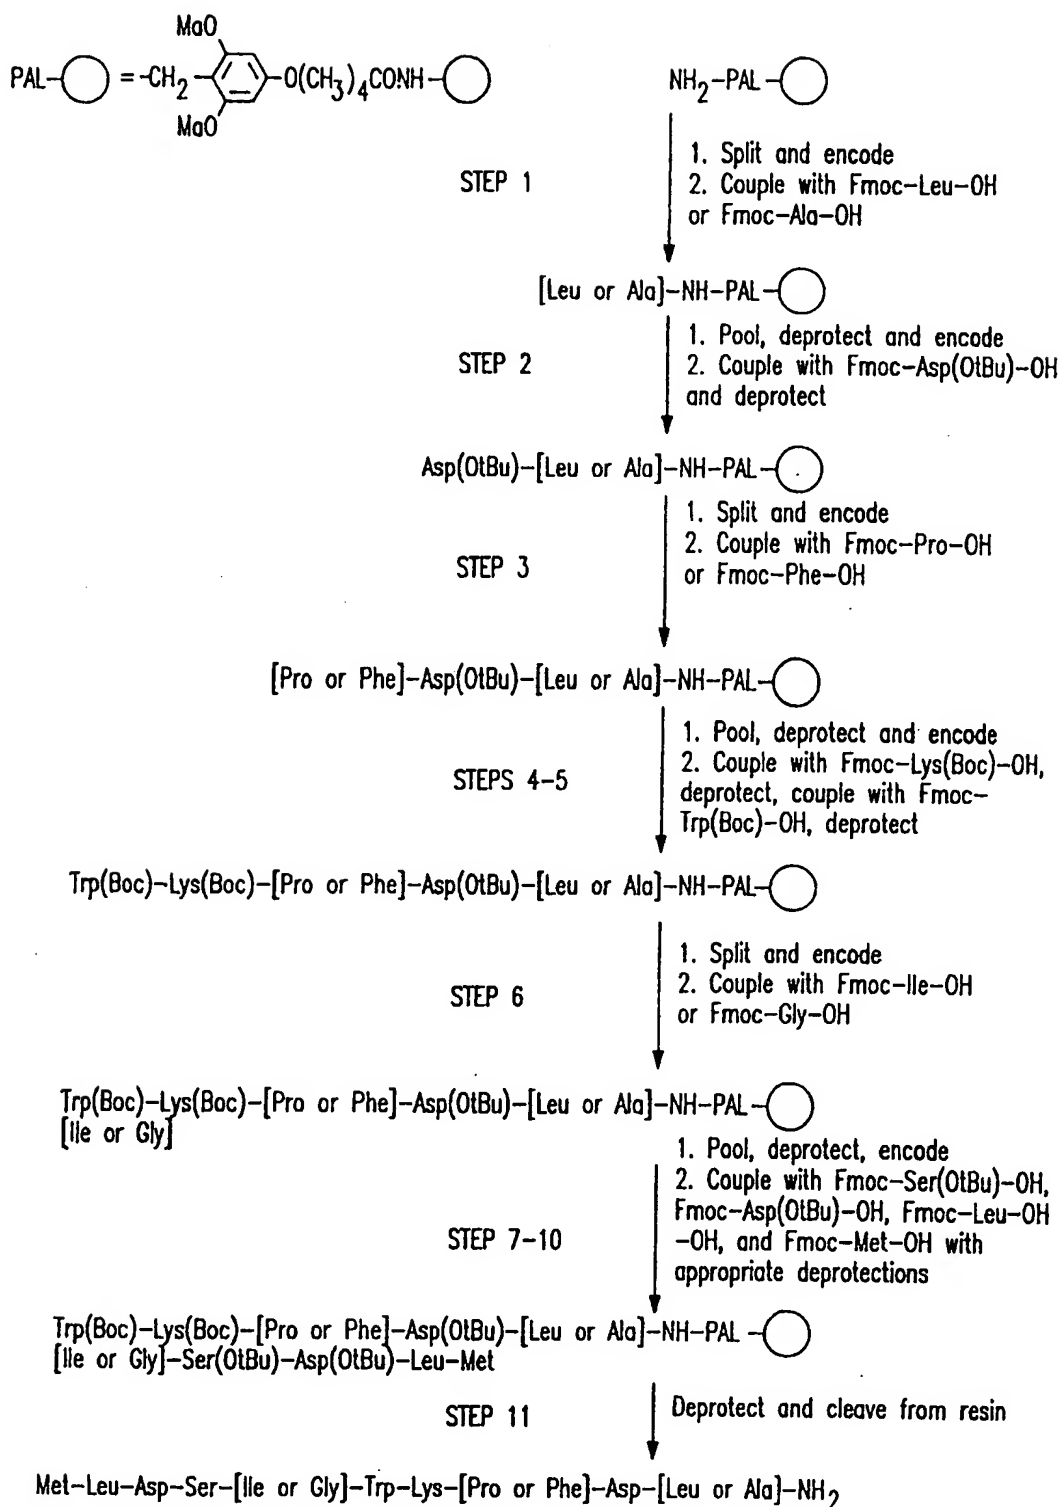 MaO
PAL-◯ = -CH2-⌬-O(CH3)4CONH-◯
MaO
NH2-PAL-◯
STEP 1
1. Split and encode
2. Couple with Fmoc-Leu-OH
or Fmoc-Ala-OH
[Leu or Ala]-NH-PAL-◯
STEP 2
1. Pool, deprotect and encode
2. Couple with Fmoc-Asp(OtBu)-OH
and deprotect
Asp(OtBu)-[Leu or Ala]-NH-PAL-◯
STEP 3
1. Split and encode
2. Couple with Fmoc-Pro-OH
or Fmoc-Phe-OH
[Pro or Phe]-Asp(OtBu)-[Leu or Ala]-NH-PAL-◯
STEPS 4-5
1. Pool, deprotect and encode
2. Couple with Fmoc-Lys(Boc)-OH,
deprotect, couple with Fmoc-
Trp(Boc)-OH, deprotect
Trp(Boc)-Lys(Boc)-[Pro or Phe]-Asp(OtBu)-[Leu or Ala]-NH-PAL-◯
STEP 6
1. Split and encode
2. Couple with Fmoc-Ile-OH
or Fmoc-Gly-OH
Trp(Boc)-Lys(Boc)-[Pro or Phe]-Asp(OtBu)-[Leu or Ala]-NH-PAL-◯
[Ile or Gly]
STEP 7-10
1. Pool, deprotect, encode
2. Couple with Fmoc-Ser(OtBu)-OH,
Fmoc-Asp(OtBu)-OH, Fmoc-Leu-OH
-OH, and Fmoc-Met-OH with
appropriate deprotections
Trp(Boc)-Lys(Boc)-[Pro or Phe]-Asp(OtBu)-[Leu or Ala]-NH-PAL-◯
[Ile or Gly]-Ser(OtBu)-Asp(OtBu)-Leu-Met
STEP 11
Deprotect and cleave from resin
Met-Leu-Asp-Ser-[Ile or Gly]-Trp-Lys-[Pro or Phe]-Asp-[Leu or Ala]-NH2